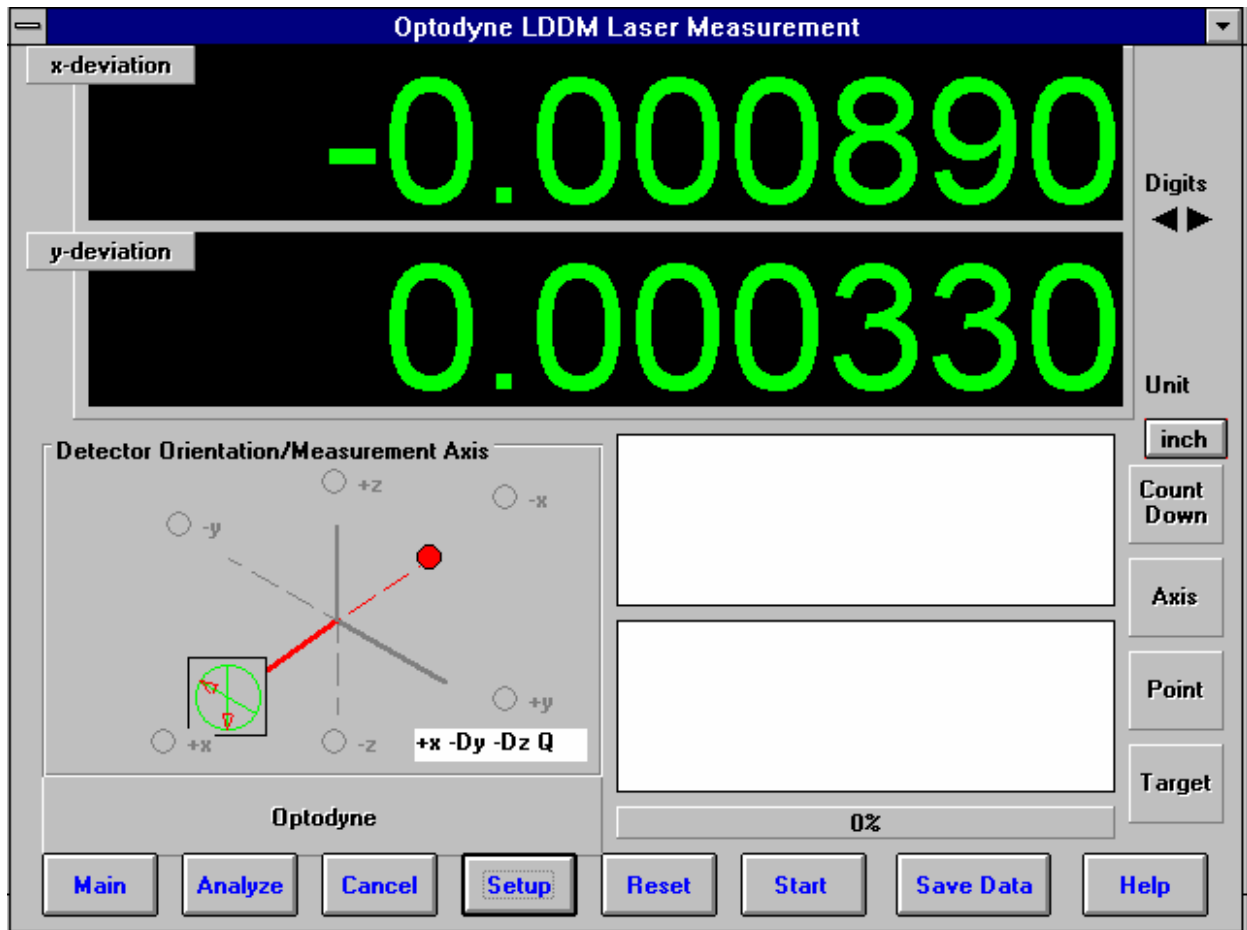 Optodyne LDDM Laser Measurement
x-deviation
-0.000890
Digits
y-deviation
0.000330
Unit
inch
Detector Orientation/Measurement Axis
+z
-x
-y
+y
+x
-z
+x -Dy -Dz Q
Count
Down
Axis
Point
Target
Optodyne
0%
Main
Analyze
Cancel
Setup
Reset
Start
Save Data
Help